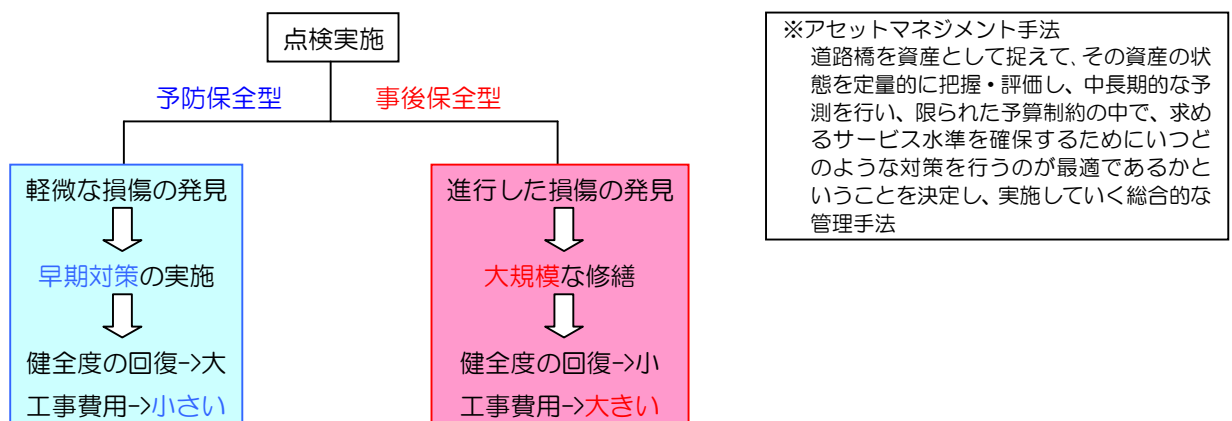 点検実施
予防保全型
事後保全型
軽微な損傷の発見
早期対策の実施
健全度の回復->大
工事費用->小さい
進行した損傷の発見
大規模な修繕
健全度の回復->小
工事費用->大きい
※アセットマネジメント手法
道路橋を資産として捉えて、その資産の状
態を定量的に把握・評価し、中長期的な予
測を行い、限られた予算制約の中で、求め
るサービス水準を確保するためにいつど
のような対策を行うのが最適であるかと
いうことを決定し、実施していく総合的な
管理手法